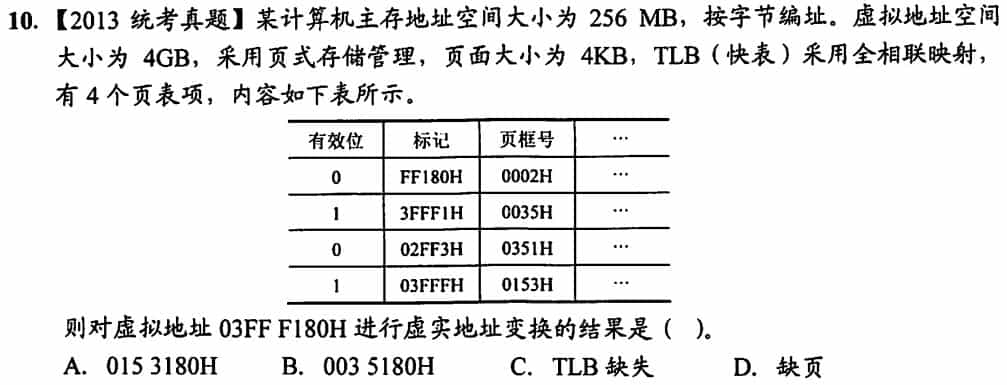 10.【2013 统考真题】某计算机主存地址空间大小为 256 MB，按字节编址。虚拟地址空间
大小为 4GB，采用页式存储管理，页面大小为 4KB，TLB（快表）采用全相联映射，
有 4 个页表项，内容如下表所示。
有效位 标记 页框号 …
0 FF180H 0002H …
1 3FFF1H 0035H …
0 02FF3H 0351H …
1 03FFFH 0153H …
则对虚拟地址 03FF F180H 进行虚实地址变换的结果是（ ）。
A. 015 3180H B. 003 5180H C. TLB 缺失 D. 缺页